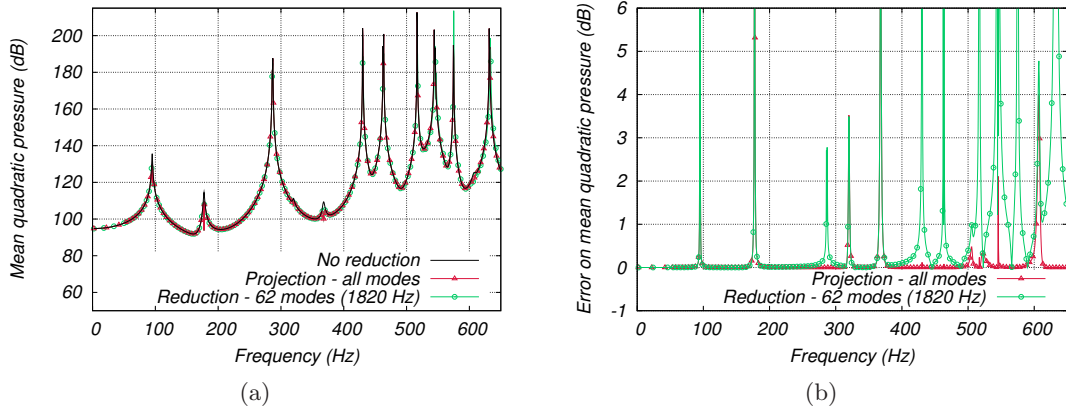 Mean quadratic pressure (dB)
200
180
160
140
120
100
80
60
No reduction
Projection - all modes
Reduction - 62 modes (1820 Hz)
0 100 200 300 400 500 600
Frequency (Hz)
(a)
Error on mean quadratic pressure (dB)
6
5
4
3
2
1
0
-1
Projection - all modes
Reduction - 62 modes (1820 Hz)
0 100 200 300 400 500 600
Frequency (Hz)
(b)